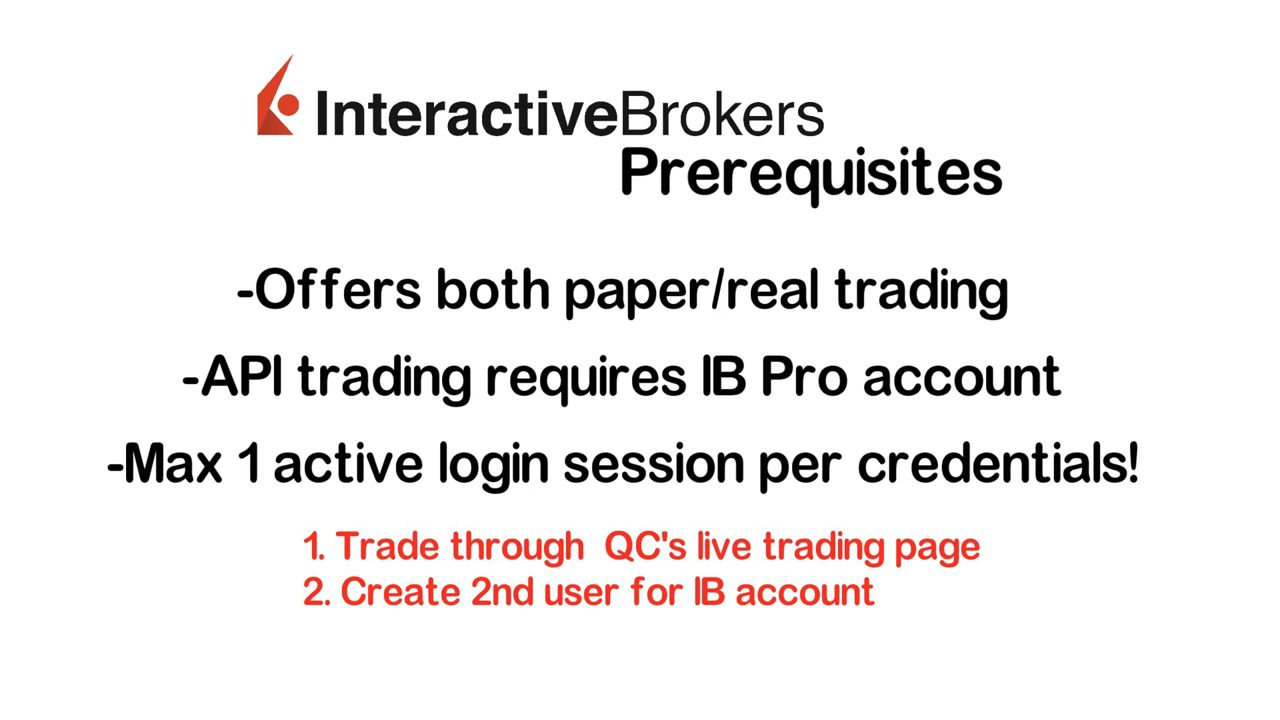 InteractiveBrokers
Prerequisites
-Offers both paper/real trading
-API trading requires IB Pro account
-Max 1 active login session per credentials!
1. Trade through QC's live trading page
2. Create 2nd user for IB account